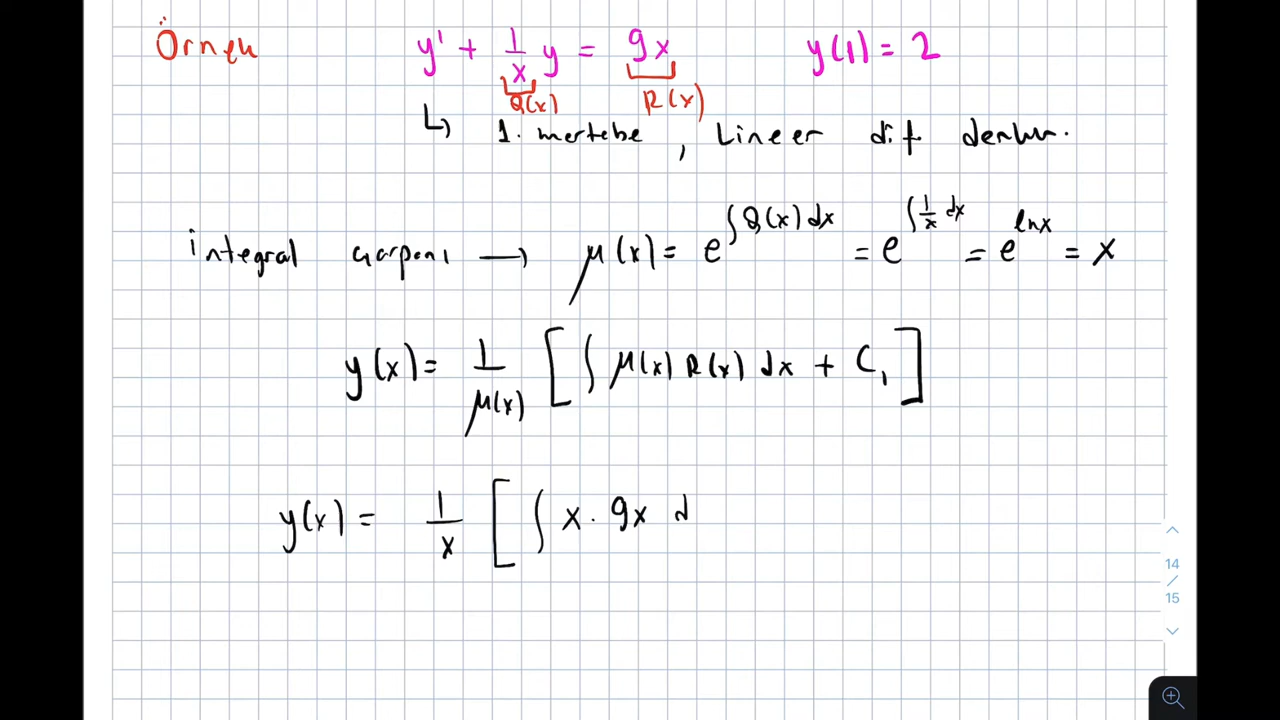 Örnek y' + 1/x y = 9x y(1) = 2
Q(x) R(x)
↳ 1. mertebe , Lineer dif denklm.
integral çarpanı → μ(x) = e^{∫Q(x)dx} = e^{∫1/x dx} = e^{lnx} = x
y(x) = 1/μ(x) [ ∫ μ(x) R(x) dx + C₁ ]
y(x) = 1/x [ ∫ x . 9x d
14
/
15